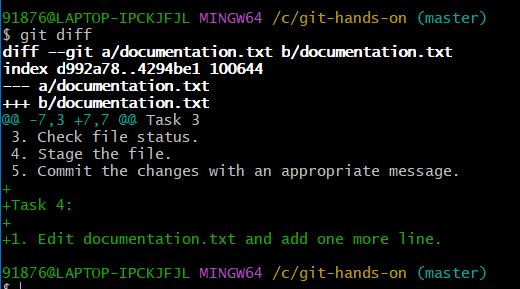 91876@LAPTOP-IPCKJFJL MINGW64 /c/git-hands-on (master)
$ git diff
diff --git a/documentation.txt b/documentation.txt
index d992a78..4294be1 100644
--- a/documentation.txt
+++ b/documentation.txt
@@ -7,3 +7,7 @@ Task 3
 3. Check file status.
 4. Stage the file.
 5. Commit the changes with an appropriate message.
+
+Task 4:
+
+1. Edit documentation.txt and add one more line.
91876@LAPTOP-IPCKJFJL MINGW64 /c/git-hands-on (master)
$